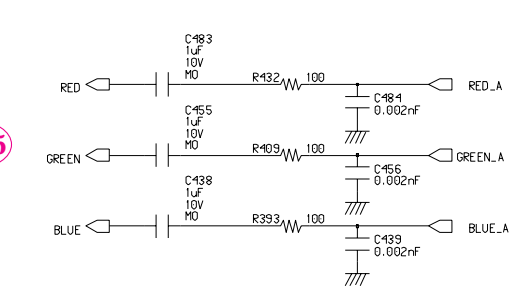 C483
1uF
10V
MO
RED
R432 100
RED_A
C484
0.002nF
C455
1uF
10V
MO
GREEN
R409 100
GREEN_A
C456
0.002nF
C438
1uF
10V
MO
BLUE
R393 100
BLUE_A
C439
0.002nF